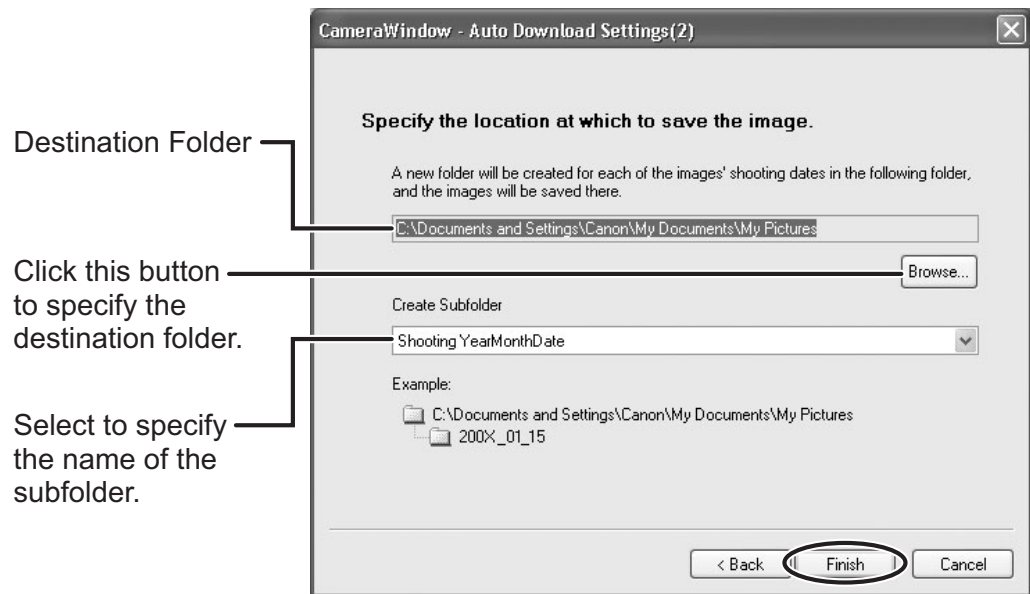 CameraWindow - Auto Download Settings(2)
Specify the location at which to save the image.
Destination Folder
A new folder will be created for each of the images' shooting dates in the following folder,
and the images will be saved there.
C:\Documents and Settings\Canon\My Documents\My Pictures
Click this button
to specify the
destination folder.
Browse...
Create Subfolder
Shooting YearMonthDate
Example:
C:\Documents and Settings\Canon\My Documents\My Pictures
200X_01_15
Select to specify
the name of the
subfolder.
< Back
Finish
Cancel